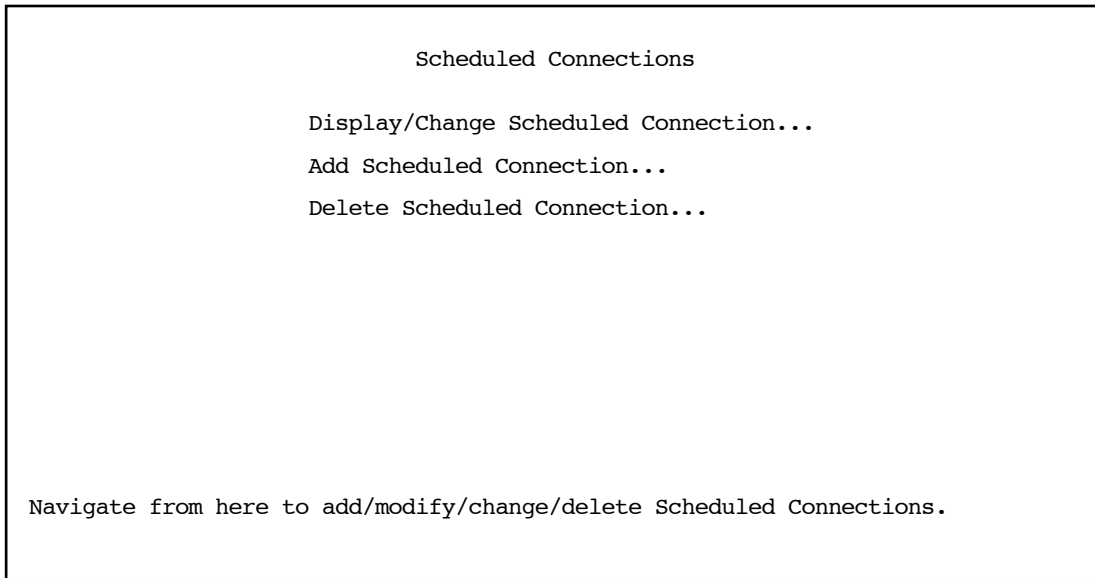 Scheduled Connections
Display/Change Scheduled Connection...
Add Scheduled Connection...
Delete Scheduled Connection...
Navigate from here to add/modify/change/delete Scheduled Connections.